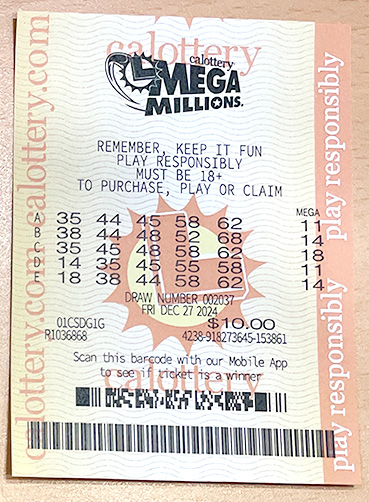 calottery
calottery.com calottery.com
play responsibly play responsibly
calottery
MEGA
MILLIONS.
REMEMBER, KEEP IT FUN
PLAY RESPONSIBLY
MUST BE 18+
TO PURCHASE, PLAY OR CLAIM
MEGA
A 35 44 45 58 62 11
B 38 44 48 52 68 14
C 35 45 48 58 62 18
D 14 35 45 55 58 11
E 18 38 44 58 62 14
DRAW NUMBER 002037
FRI DEC 27 2024
01CSDG1G $10.00
R1036868 4238-918273645-153861
Scan this barcode with our Mobile App
to see if ticket is a winner
calottery